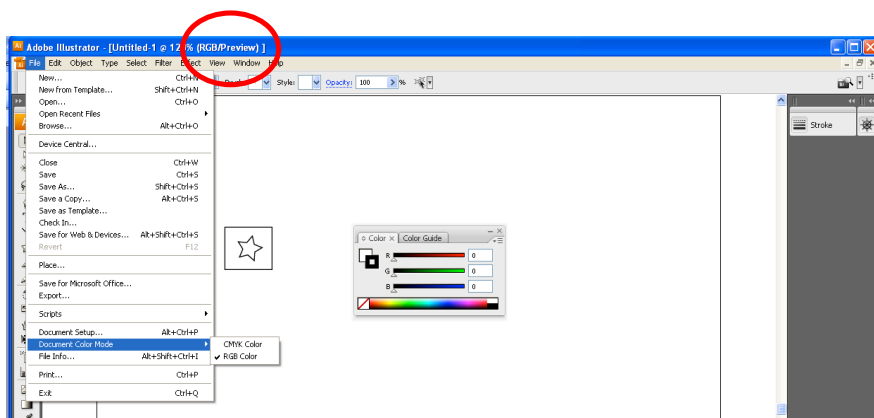 Adobe Illustrator - [Untitled-1 @ 12 % (RGB/Preview) ]
File Edit Object Type Select Filter Effect View Window Help
Style: Opacity: 100 %
New... Ctrl+N
New from Template... Shift+Ctrl+N
Open... Ctrl+O
Open Recent Files
Browse... Alt+Ctrl+O
Device Central...
Close Ctrl+W
Save Ctrl+S
Save As... Shift+Ctrl+S
Save a Copy... Alt+Ctrl+S
Save as Template...
Check In...
Save for Web & Devices... Alt+Shift+Ctrl+S
Revert F12
Place...
Save for Microsoft Office...
Export...
Scripts
Document Setup... Alt+Ctrl+P
Document Color Mode
File Info... Alt+Shift+Ctrl+I
Print... Ctrl+P
Exit Ctrl+Q
CMYK Color
RGB Color
Color Color Guide
R 0
G 0
B 0
Stroke